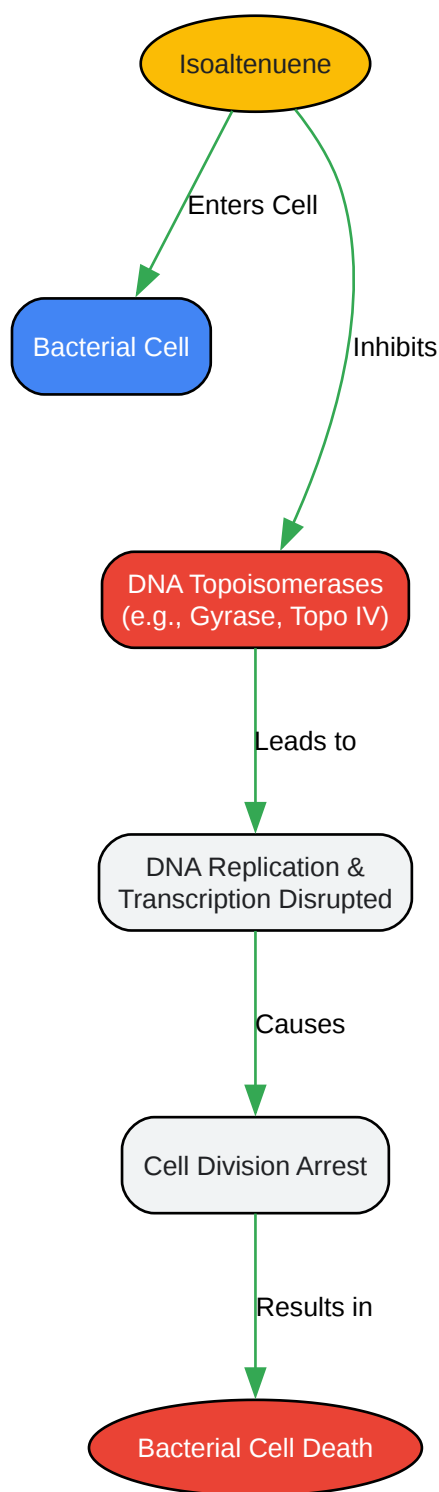 Isoaltenuene
Enters Cell
Bacterial Cell
Inhibits
DNA Topoisomerases
(e.g., Gyrase, Topo IV)
Leads to
DNA Replication &
Transcription Disrupted
Causes
Cell Division Arrest
Results in
Bacterial Cell Death